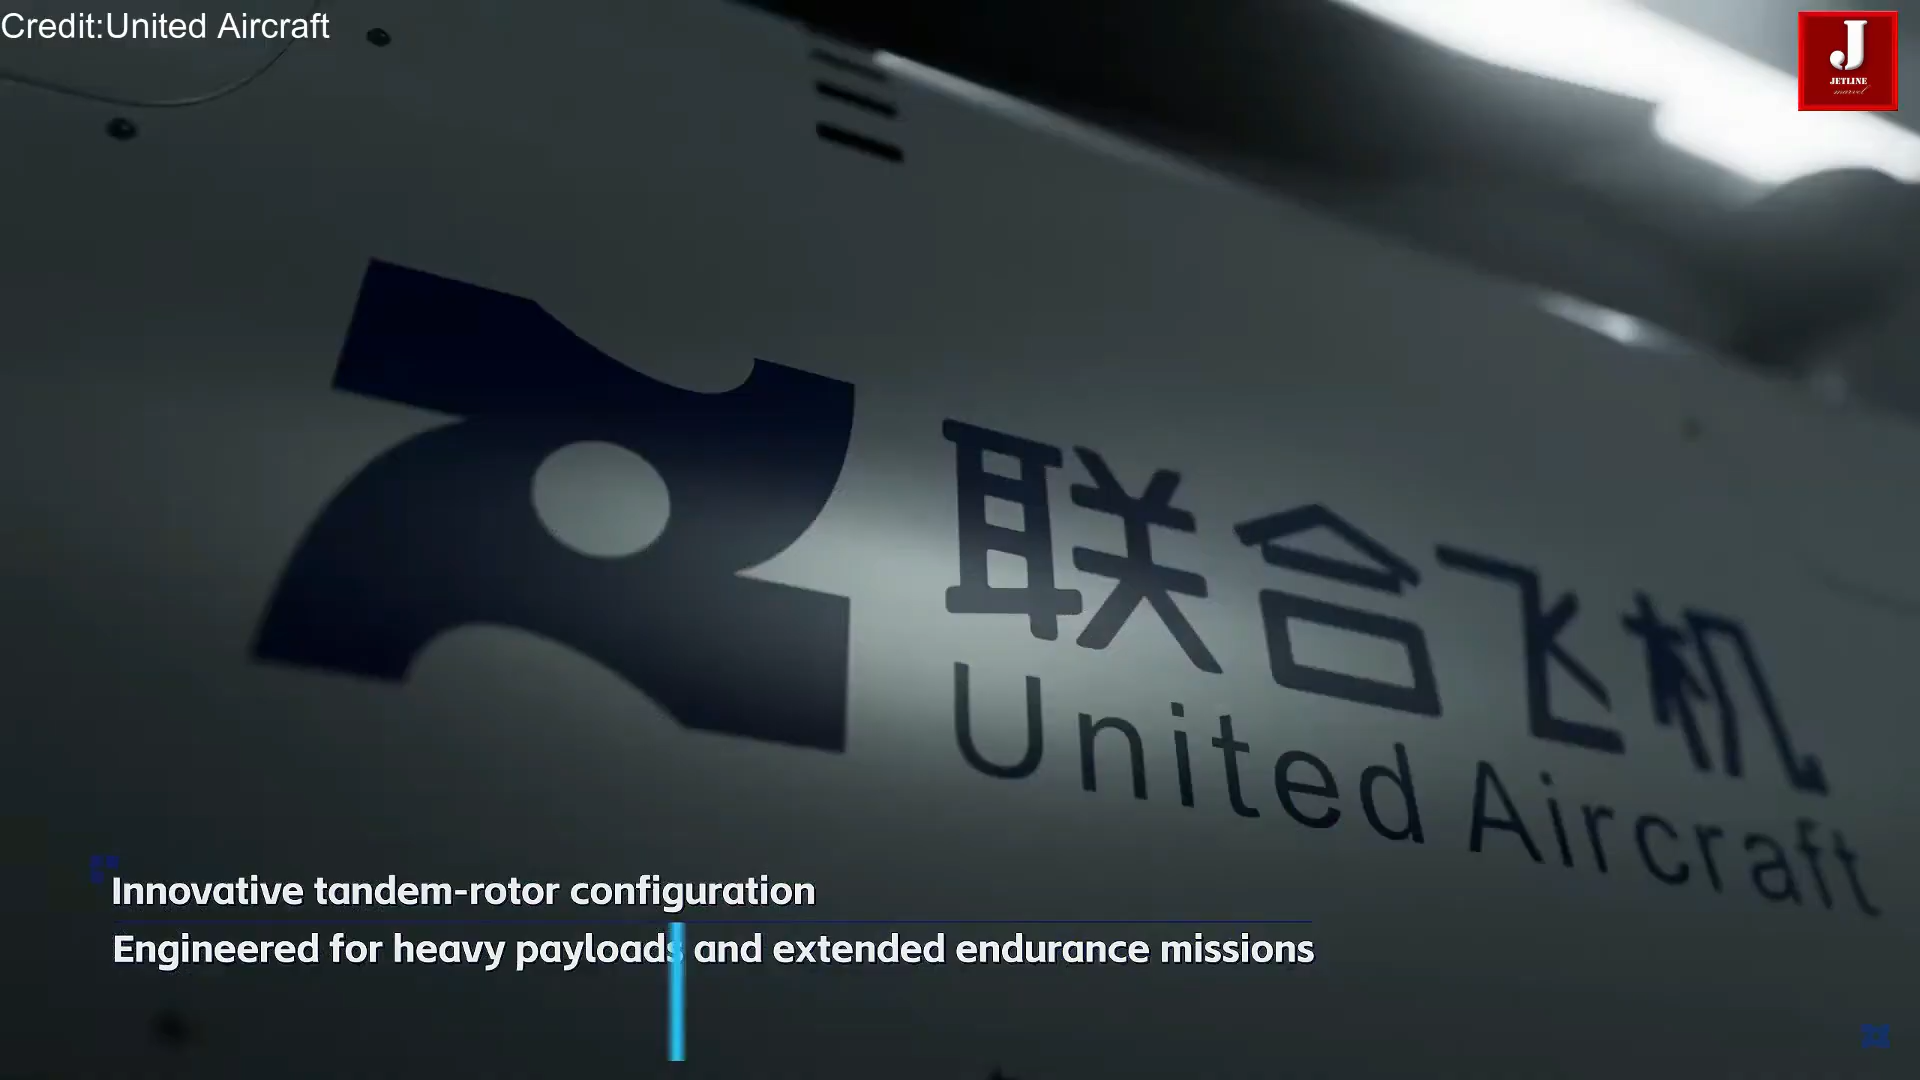 Credit:United Aircraft
J
JETLINE
marvel
联合飞机
United Aircraft
Innovative tandem-rotor configuration
Engineered for heavy payloads and extended endurance missions